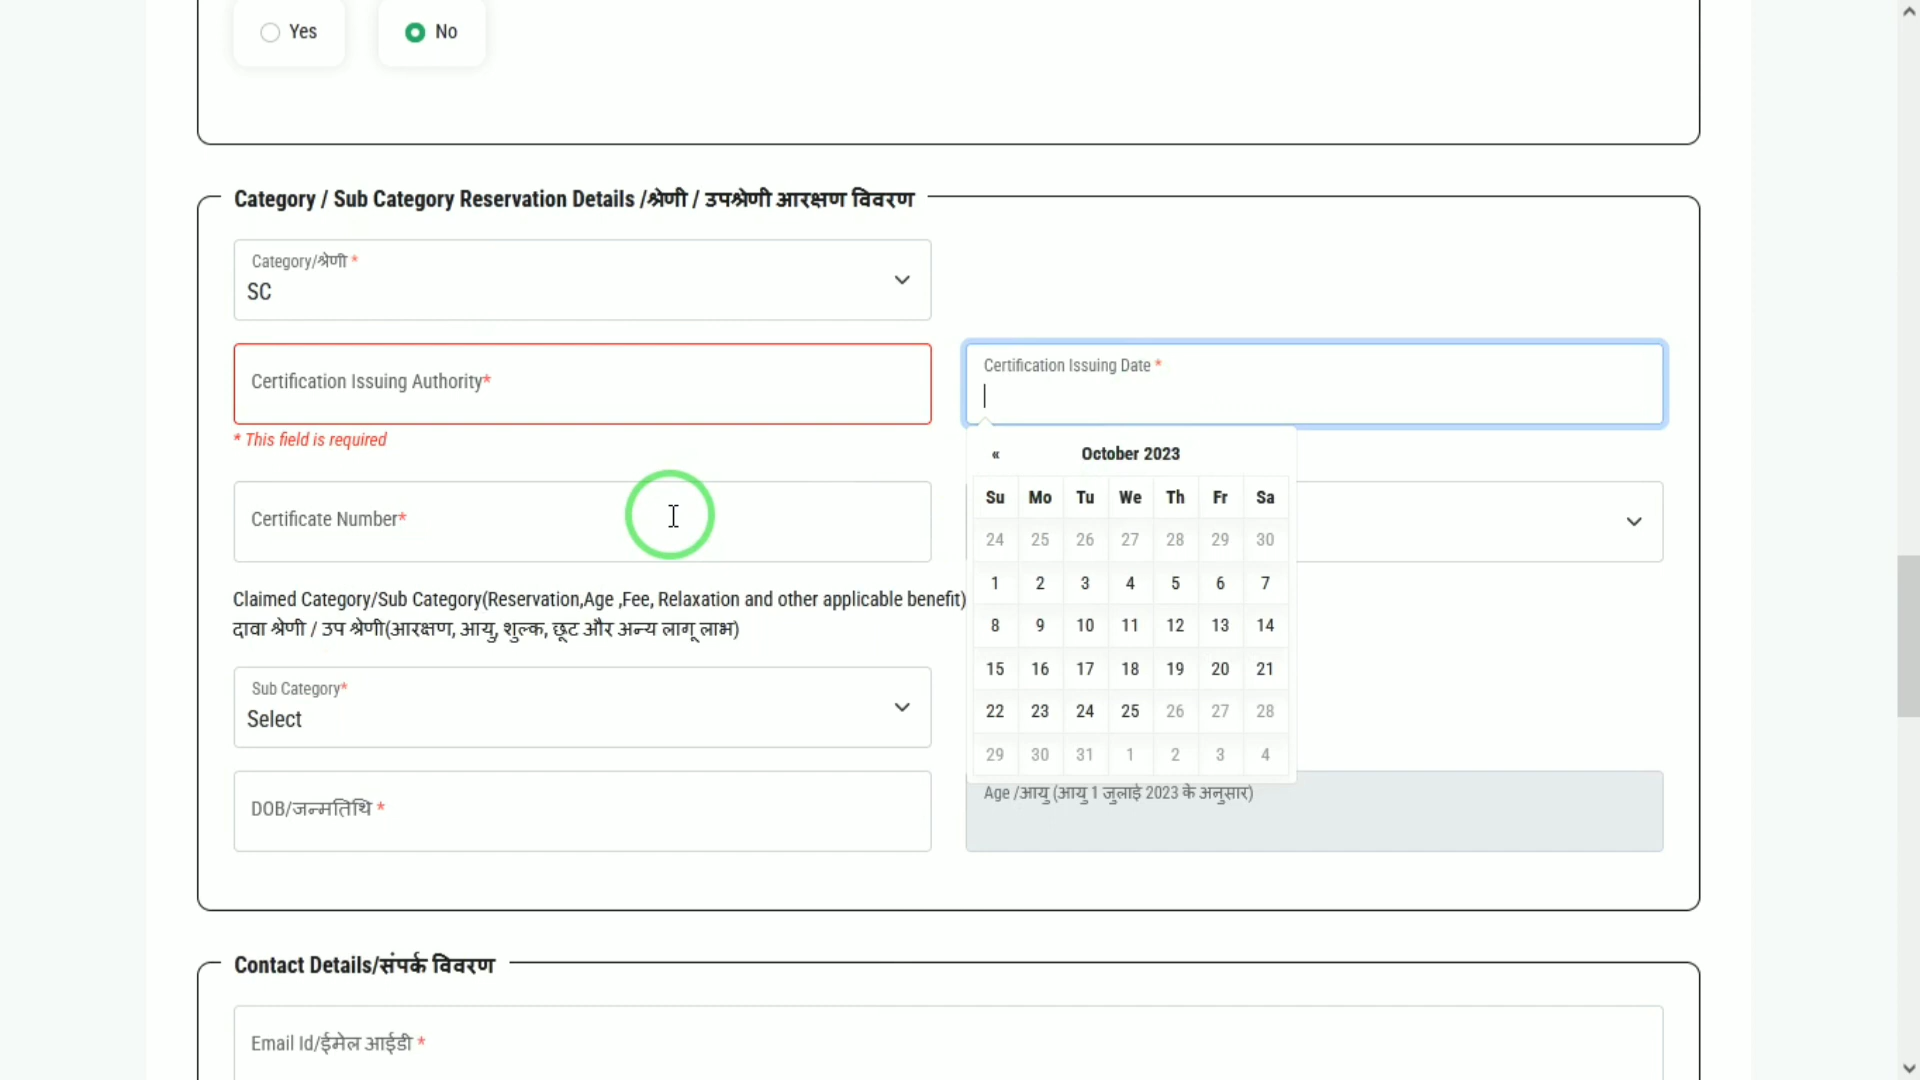 Yes
No
Category / Sub Category Reservation Details /श्रेणी / उपश्रेणी आरक्षण विवरण
Category/श्रेणी *
SC
Certification Issuing Authority*
* This field is required
Certification Issuing Date *
« October 2023
Su Mo Tu We Th Fr Sa
24 25 26 27 28 29 30
1 2 3 4 5 6 7
8 9 10 11 12 13 14
15 16 17 18 19 20 21
22 23 24 25 26 27 28
29 30 31 1 2 3 4
Certificate Number*
Claimed Category/Sub Category(Reservation,Age ,Fee, Relaxation and other applicable benefit)
दावा श्रेणी / उप श्रेणी(आरक्षण, आयु, शुल्क, छूट और अन्य लागू लाभ)
Sub Category*
Select
DOB/जन्मतिथि *
Age /आयु (आयु 1 जुलाई 2023 के अनुसार)
Contact Details/संपर्क विवरण
Email Id/ईमेल आईडी *